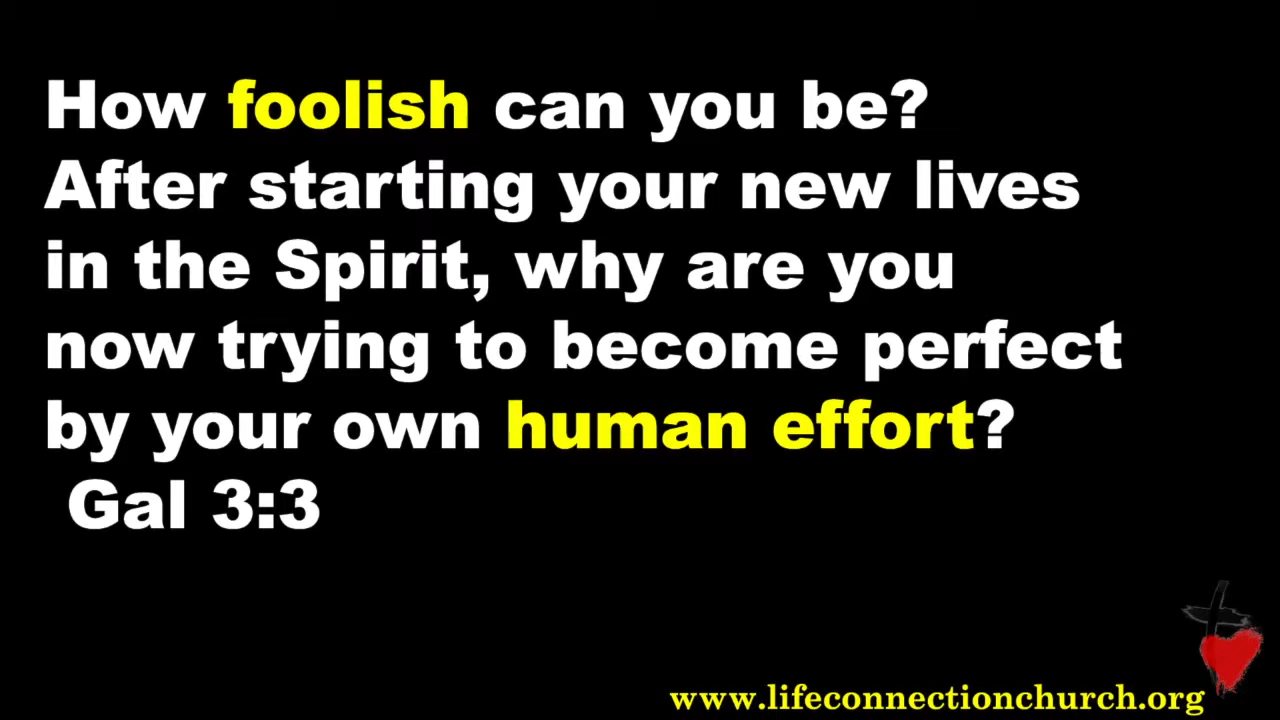 How foolish can you be?
After starting your new lives
in the Spirit, why are you
now trying to become perfect
by your own human effort?
Gal 3:3
www.lifeconnectionchurch.org